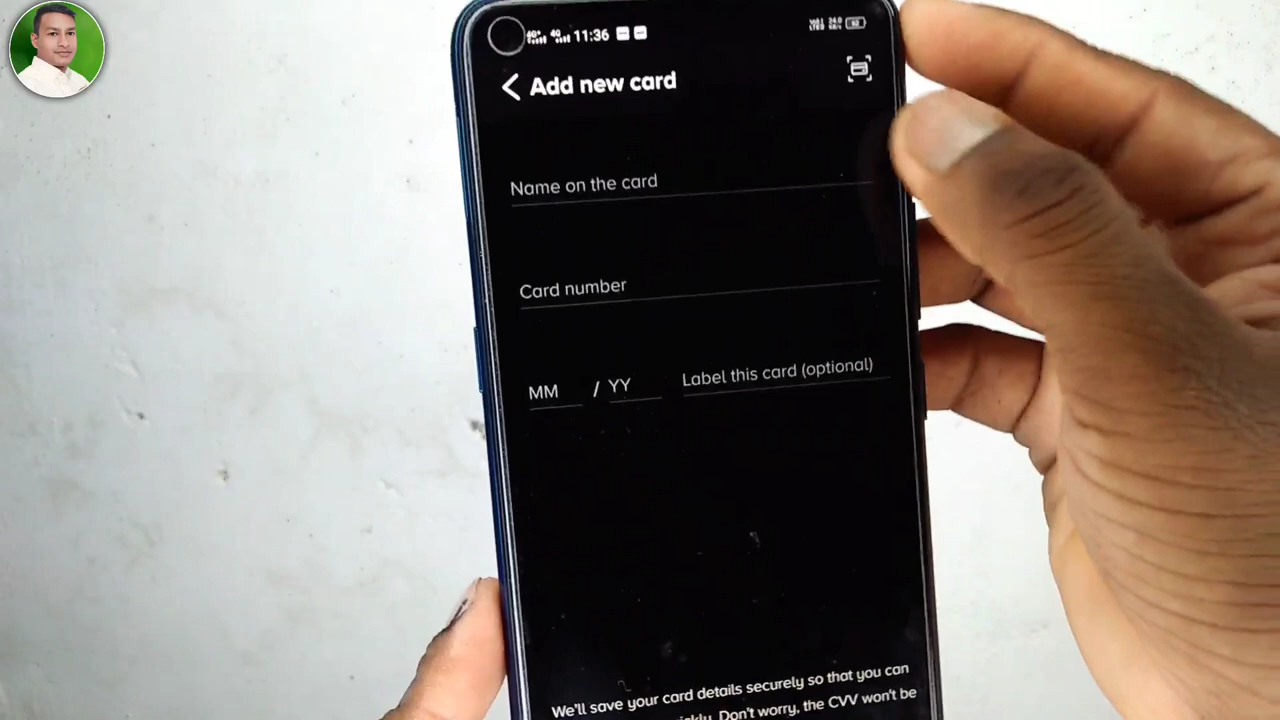 11:36
Add new card
Name on the card
Card number
MM / YY
Label this card (optional)
We'll save your card details securely so that you can
Don't worry, the CVV won't be